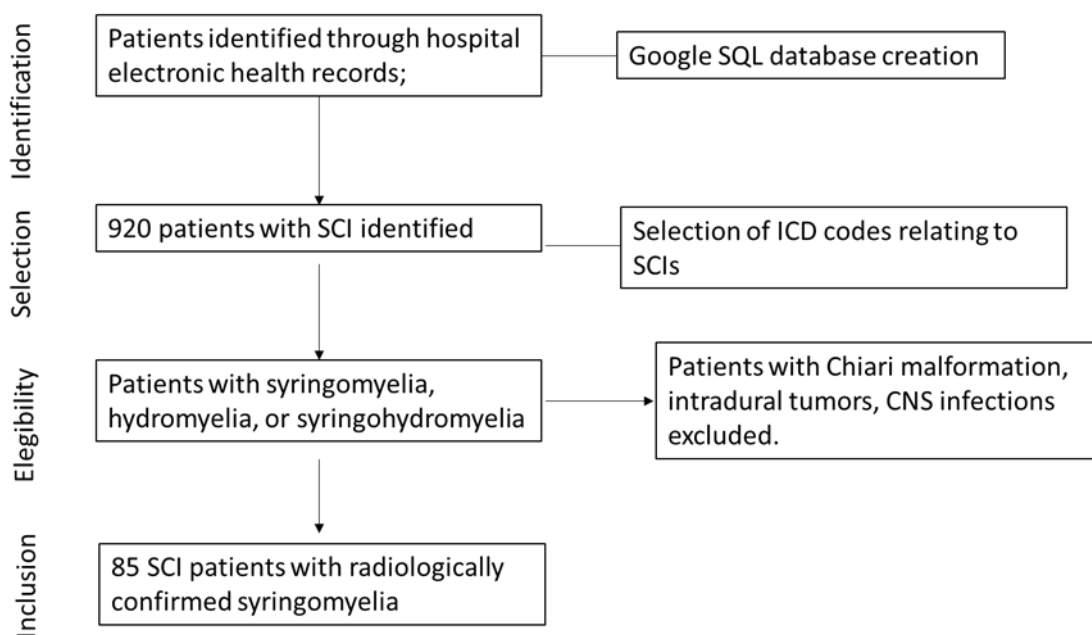 Identification
Patients identified through hospital
electronic health records;
Google SQL database creation
Selection
920 patients with SCI identified
Selection of ICD codes relating to
SCIs
Elegibility
Patients with syringomyelia,
hydromyelia, or syringohydromyelia
Patients with Chiari malformation,
intradural tumors, CNS infections
excluded.
Inclusion
85 SCI patients with radiologically
confirmed syringomyelia